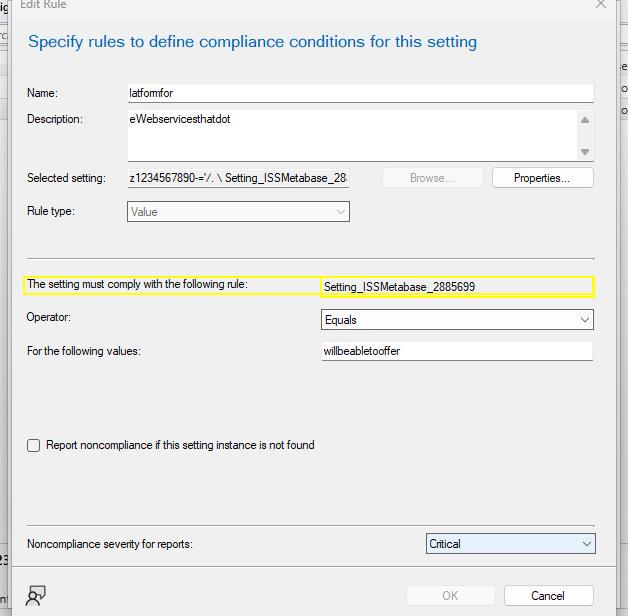 Edit Rule
Specify rules to define compliance conditions for this setting
Name: latformfor
Description: eWebservicesthatdot
Selected setting: z1234567890-='/. \ Setting_ISSMetabase_28 Browse... Properties...
Rule type: Value
The setting must comply with the following rule: Setting_ISSMetabase_2885699
Operator: Equals
For the following values: willbeabletooffer
Report noncompliance if this setting instance is not found
Noncompliance severity for reports: Critical
OK Cancel